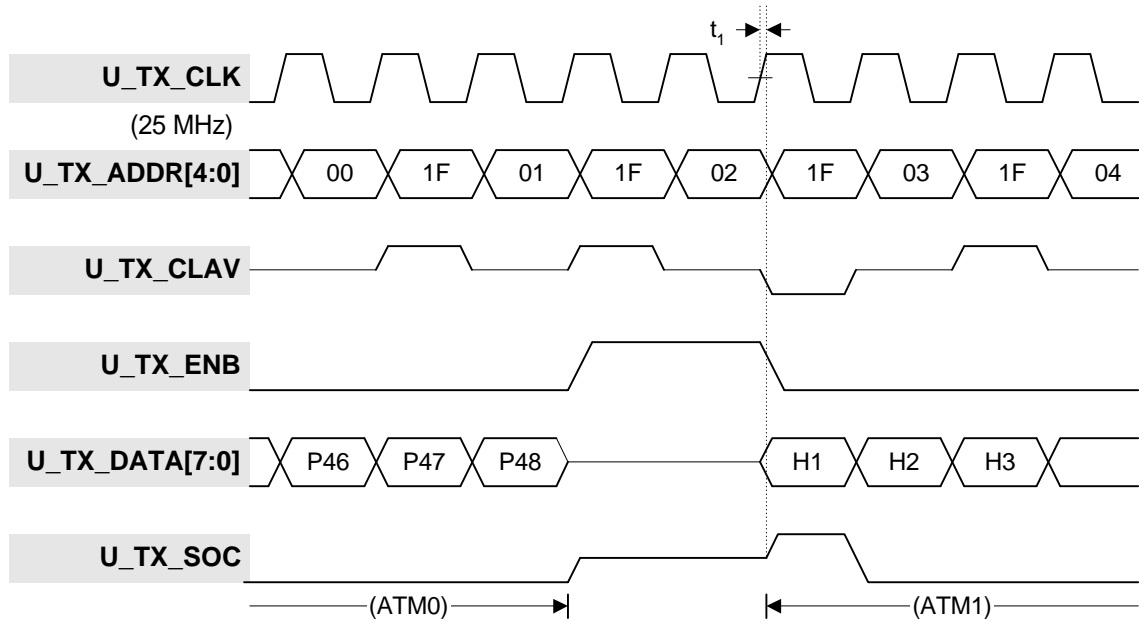 t1
U_TX_CLK
(25 MHz)
U_TX_ADDR[4:0] 00 1F 01 1F 02 1F 03 1F 04
U_TX_CLAV
U_TX_ENB
U_TX_DATA[7:0] P46 P47 P48 H1 H2 H3
U_TX_SOC
(ATM0) (ATM1)